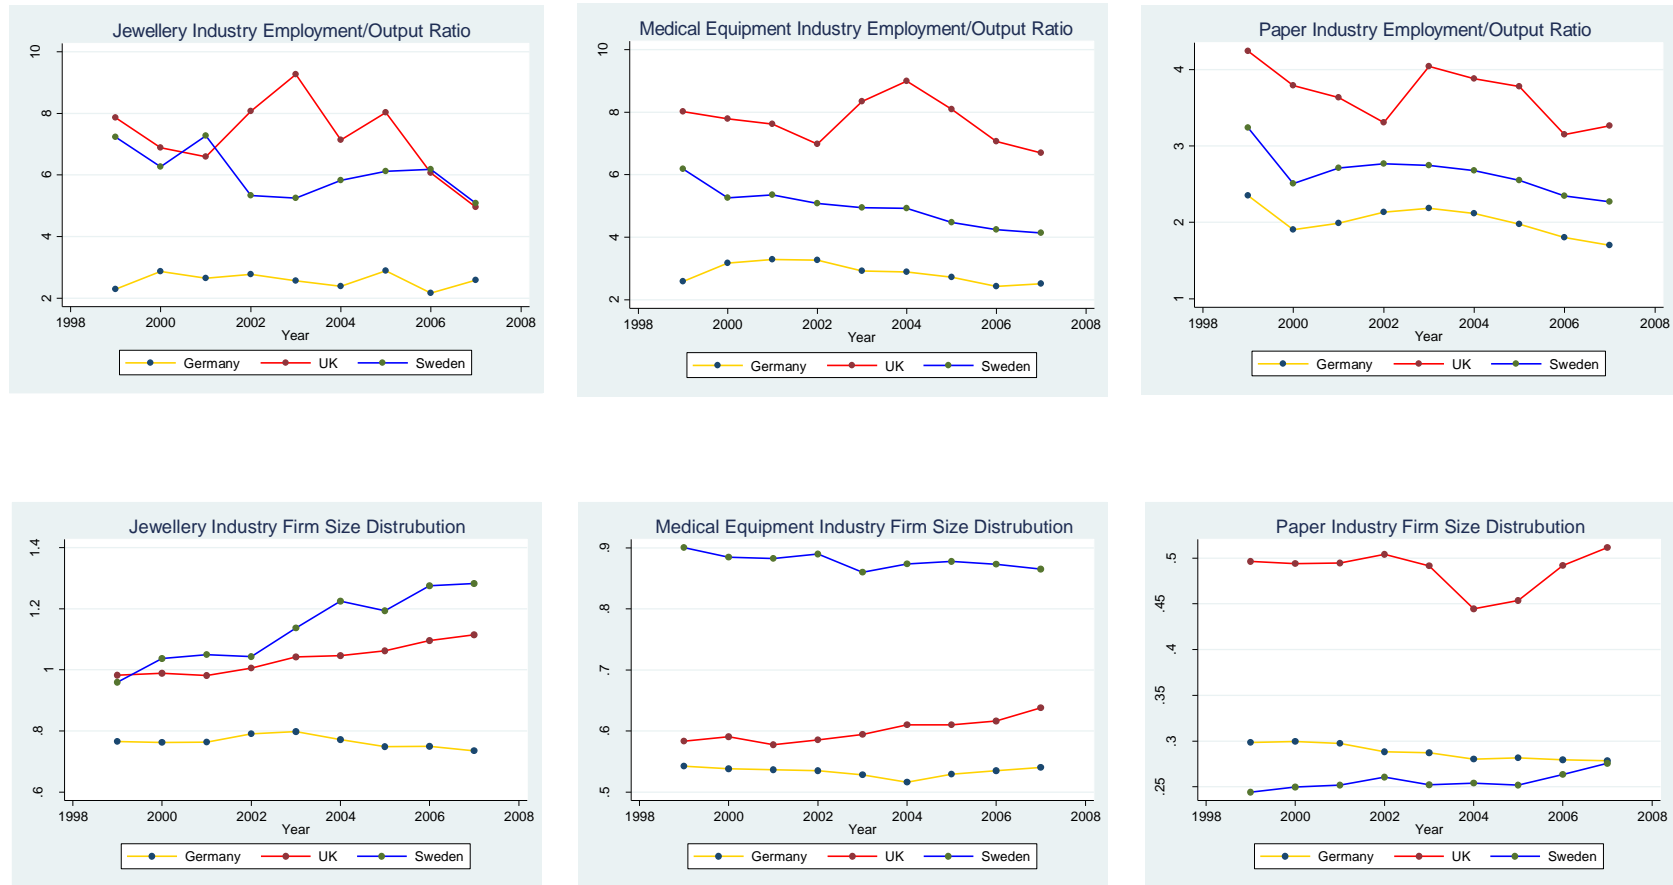 Jewellery Industry Employment/Output Ratio
10
8
6
4
2
1998 2000 2002 2004 2006 2008
Year
Germany UK Sweden
Medical Equipment Industry Employment/Output Ratio
10
8
6
4
2
1998 2000 2002 2004 2006 2008
Year
Germany UK Sweden
Paper Industry Employment/Output Ratio
4
3
2
1
1998 2000 2002 2004 2006 2008
Year
Germany UK Sweden
Jewellery Industry Firm Size Distrubution
1.4
1.2
1
.8
.6
1998 2000 2002 2004 2006 2008
Year
Germany UK Sweden
Medical Equipment Industry Firm Size Distrubution
.9
.8
.7
.6
.5
1998 2000 2002 2004 2006 2008
Year
Germany UK Sweden
Paper Industry Firm Size Distrubution
.5
.45
.4
.35
.3
.25
1998 2000 2002 2004 2006 2008
Year
Germany UK Sweden